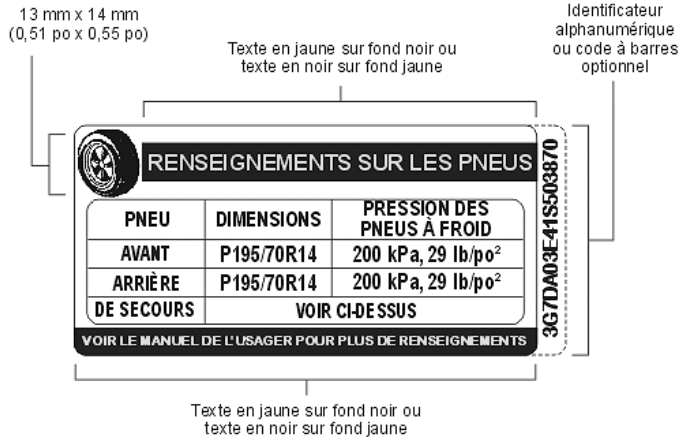 13 mm x 14 mm
(0,51 po x 0,55 po)
Texte en jaune sur fond noir ou
texte en noir sur fond jaune
Identificateur
alphanumérique
ou code à barres
optionnel
RENSEIGNEMENTS SUR LES PNEUS
PNEU DIMENSIONS PRESSION DES
PNEUS À FROID
AVANT P195/70R14 200 kPa, 29 lb/po²
ARRIÈRE P195/70R14 200 kPa, 29 lb/po²
DE SECOURS VOIR CI-DESSUS
VOIR LE MANUEL DE L'USAGER POUR PLUS DE RENSEIGNEMENTS
3G7DA03E41S503870
Texte en jaune sur fond noir ou
texte en noir sur fond jaune